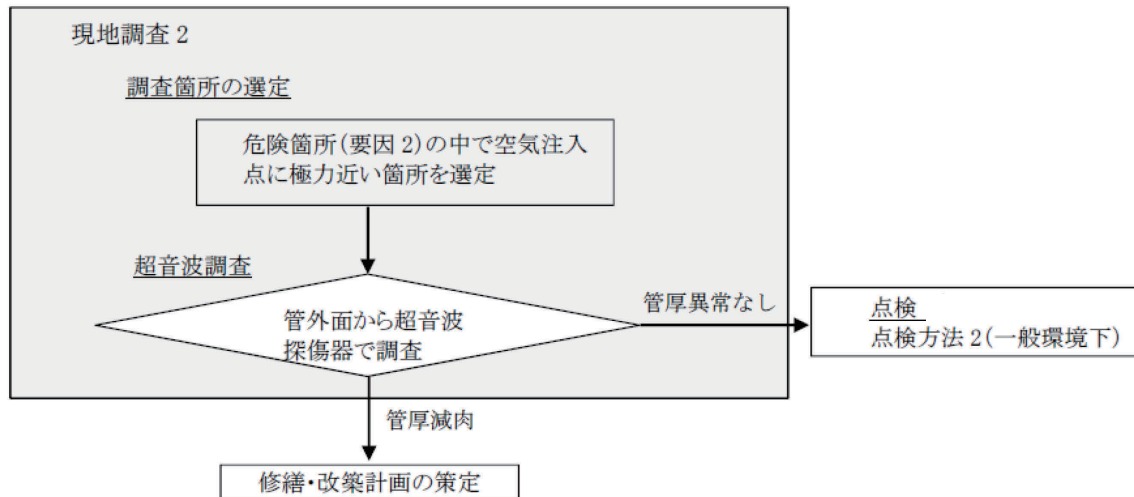 現地調査2
調査箇所の選定
危険箇所(要因2)の中で空気注入
点に極力近い箇所を選定
超音波調査
管外面から超音波
探傷器で調査
管厚異常なし
点検
点検方法2(一般環境下)
管厚減肉
修繕・改築計画の策定